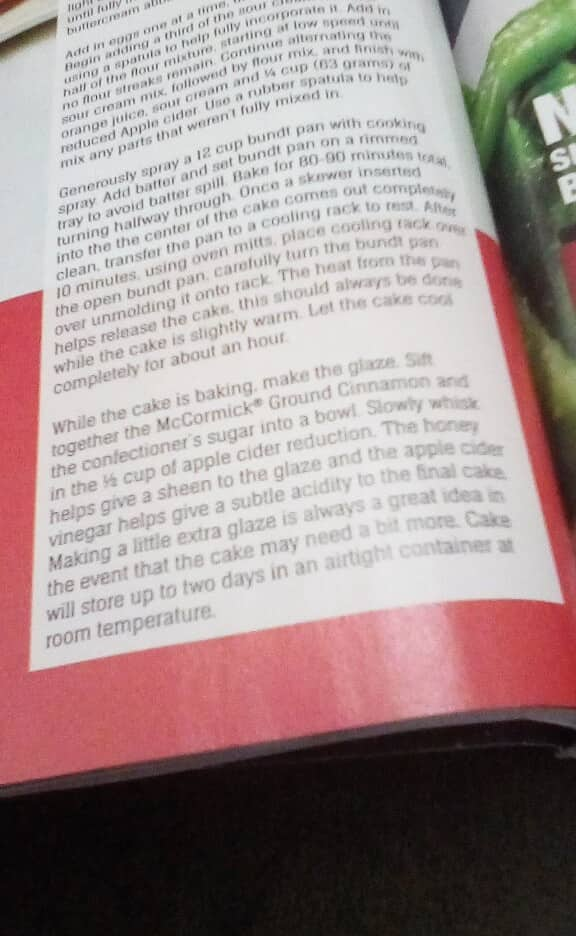 until fully
buttercream
Add in eggs one at a time,
Begin adding a third of the sour
using a spatula to help fully incorporate it. Add in
half of the flour mixture, starting at low speed until
no flour streaks remain. Continue alternating the
sour cream mix, followed by flour mix, and finish with
orange juice, sour cream and ¼ cup (63 grams) of
reduced Apple cider. Use a rubber spatula to help
mix any parts that weren't fully mixed in.
Generously spray a 12 cup bundt pan with cooking
spray. Add batter and set bundt pan on a rimmed
tray to avoid batter spill. Bake for 80-90 minutes total,
turning halfway through. Once a skewer inserted
into the the center of the cake comes out completely
clean, transfer the pan to a cooling rack to rest. After
10 minutes, using oven mitts, place cooling rack over
the open bundt pan, carefully turn the bundt pan
over unmolding it onto rack. The heat from the pan
helps release the cake, this should always be done
while the cake is slightly warm. Let the cake cool
completely for about an hour.
While the cake is baking, make the glaze. Sift
together the McCormick® Ground Cinnamon and
the confectioner's sugar into a bowl. Slowly whisk
in the ½ cup of apple cider reduction. The honey
helps give a sheen to the glaze and the apple cider
vinegar helps give a subtle acidity to the final cake.
Making a little extra glaze is always a great idea in
the event that the cake may need a bit more. Cake
will store up to two days in an airtight container at
room temperature.